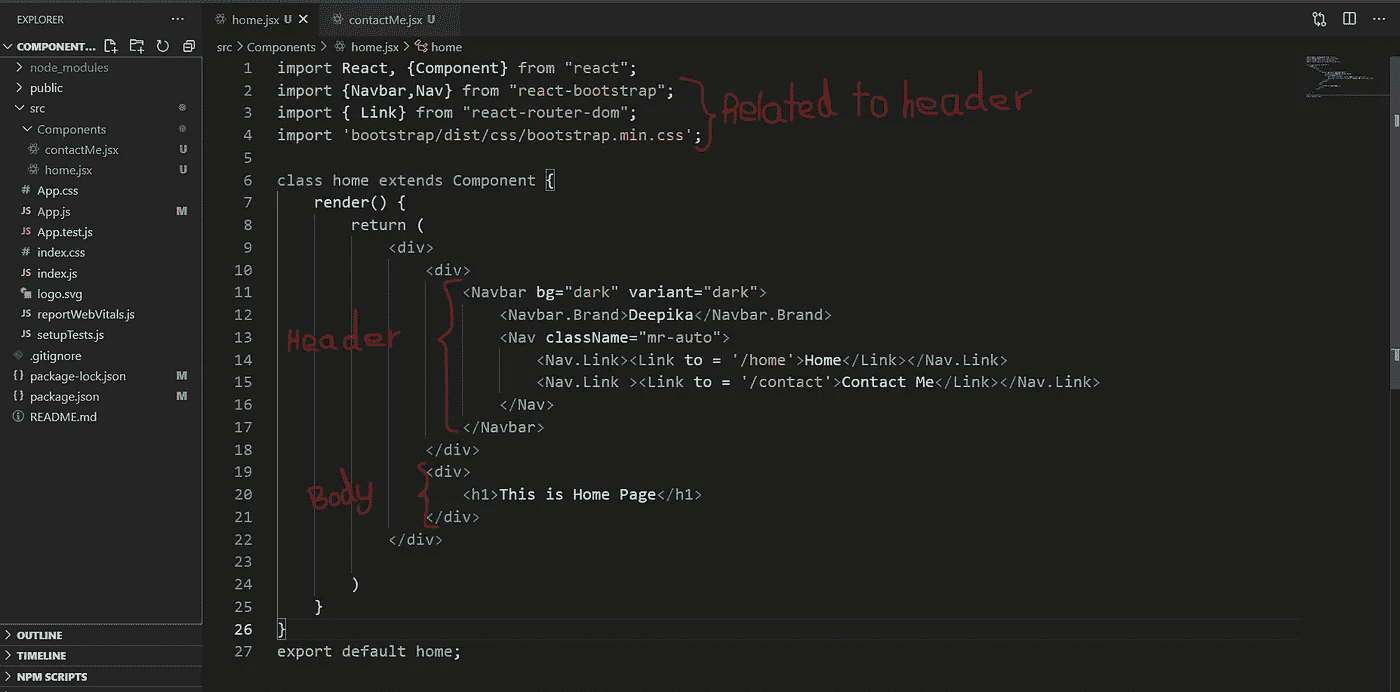 EXPLORER ...
COMPONENT...
node_modules
public
src
Components
contactMe.jsx U
home.jsx U
# App.css
JS App.js M
JS App.test.js
# index.css
JS index.js
logo.svg
JS reportWebVitals.js
JS setupTests.js
.gitignore
{} package-lock.json M
{} package.json M
README.md
OUTLINE
TIMELINE
NPM SCRIPTS
home.jsx U × contactMe.jsx U
src > Components > home.jsx > home
1 import React, {Component} from "react";
2 import {Navbar,Nav} from "react-bootstrap";
3 import { Link} from "react-router-dom";
4 import 'bootstrap/dist/css/bootstrap.min.css';
Related to header
5
6 class home extends Component {
7 render() {
8 return (
9 <div>
10 <div>
11 <Navbar bg="dark" variant="dark">
12 <Navbar.Brand>Deepika</Navbar.Brand>
13 <Nav className="mr-auto">
Header
14 <Nav.Link><Link to = '/home'>Home</Link></Nav.Link>
15 <Nav.Link ><Link to = '/contact'>Contact Me</Link></Nav.Link>
16 </Nav>
17 </Navbar>
18 </div>
19 <div>
20 <h1>This is Home Page</h1>
Body
21 </div>
22 </div>
23
24 )
25 }
26 }
27 export default home;